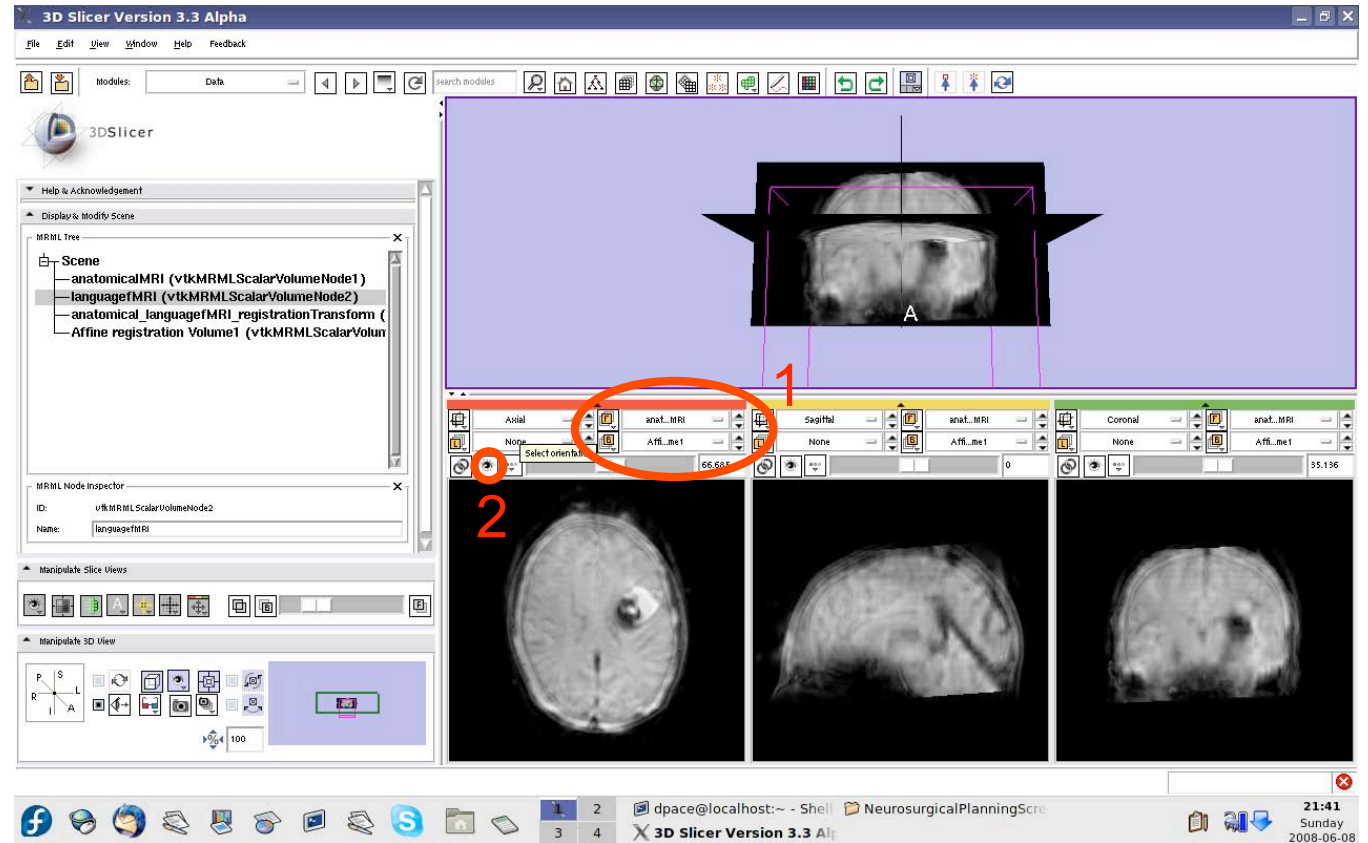 3D Slicer Version 3.3 Alpha
File Edit View Window Help Feedback
Modules: Data search modules
3DSlicer
Help & Acknowledgement
Display & Modify Scene
MRML Tree X
Scene
anatomicalMRI (vtkMRMLScalarVolumeNode1)
languagefMRI (vtkMRMLScalarVolumeNode2)
anatomical_languagefMRI_registrationTransform (
Affine registration Volume1 (vtkMRMLScalarVolum
MRML Node Inspector X
ID: vtkMRMLScalarVolumeNode2
Name: languagefMRI
Manipulate Slice Views
B F
Manipulate 3D View
P S
R L
I A
% 100
A
1
F F F
Axial anat...MRI Sagittal anat...MRI Coronal anat...MRI
L B L B L B
None Affi...me1 None Affi...me1 None Affi...me1
Select orientat
66.685 0 35.136
2
1 2
3 4
dpace@localhost:~ - Shell
NeurosurgicalPlanningScre
3D Slicer Version 3.3 Alp
21:41
Sunday
2008-06-08